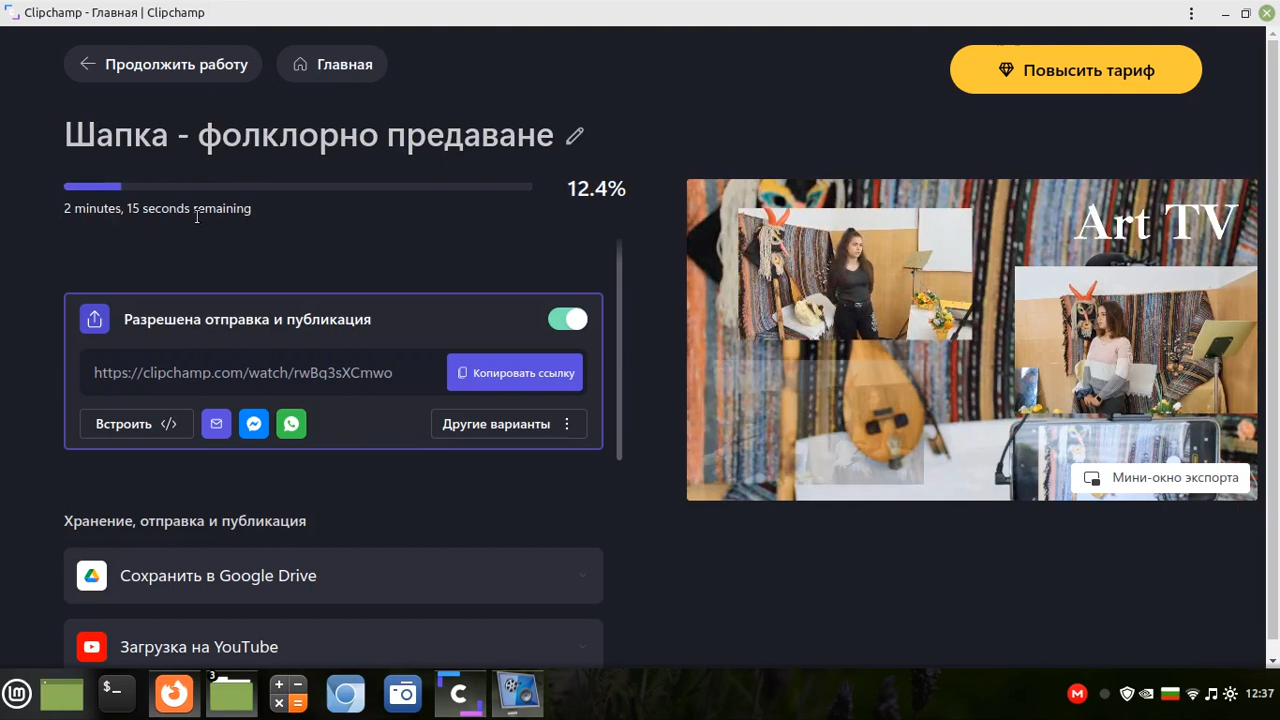 Clipchamp - Главная | Clipchamp
Продолжить работу
Главная
Повысить тариф
Шапка - фолклорно предаване
12.4%
2 minutes, 15 seconds remaining
Art TV
Разрешена отправка и публикация
https://clipchamp.com/watch/rwBq3sXCmwo
Копировать ссылку
Встроить </>
Другие варианты
Мини-окно экспорта
Хранение, отправка и публикация
Сохранить в Google Drive
Загрузка на YouTube
3
12:37